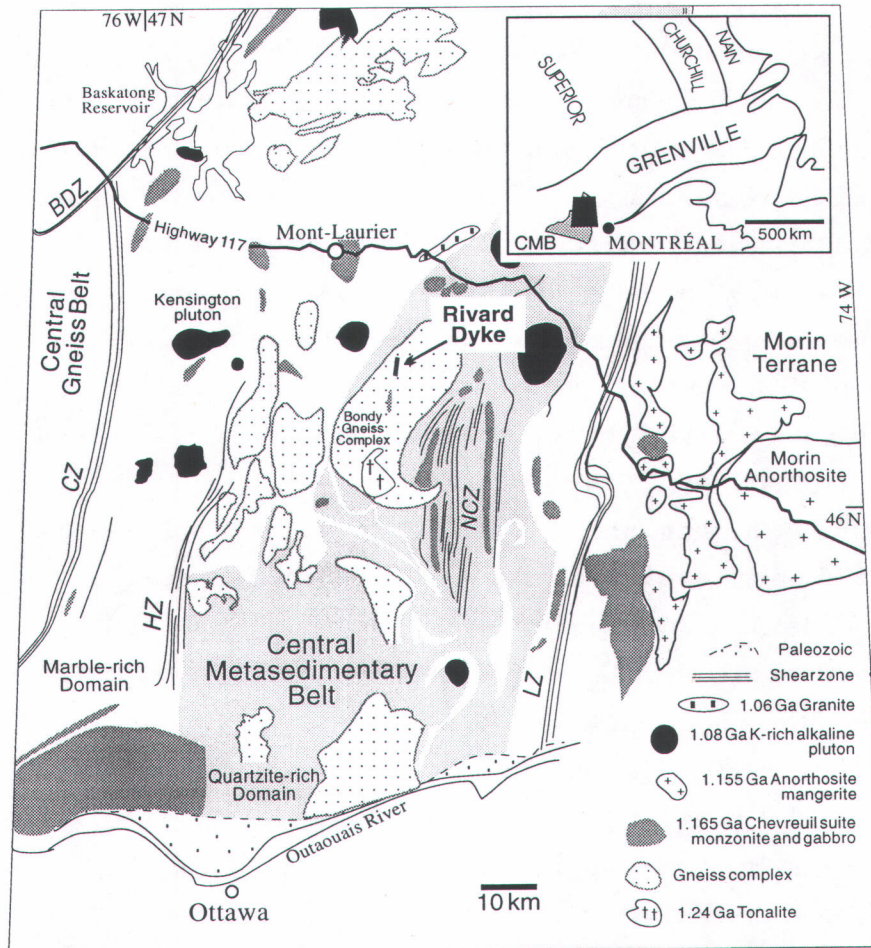 76 W 47 N
Baskatong
Reservoir
BDZ
Highway 117
Mont-Laurier
Central
Gneiss Belt
Kensington
pluton
Rivard
Dyke
Bondy
Gneiss
Complex
CZ
HZ
NCZ
LZ
74 W
Morin
Terrane
Morin
Anorthosite
46 N
Marble-rich
Domain
Central
Metasedimentary
Belt
Quartzite-rich
Domain
Outaouais River
Ottawa
10 km
SUPERIOR
CHURCHILL
NAIN
GRENVILLE
CMB
MONTRÉAL
500 km
Paleozoic
Shear zone
1.06 Ga Granite
1.08 Ga K-rich alkaline
pluton
1.155 Ga Anorthosite
mangerite
1.165 Ga Chevreuil suite
monzonite and gabbro
Gneiss complex
1.24 Ga Tonalite